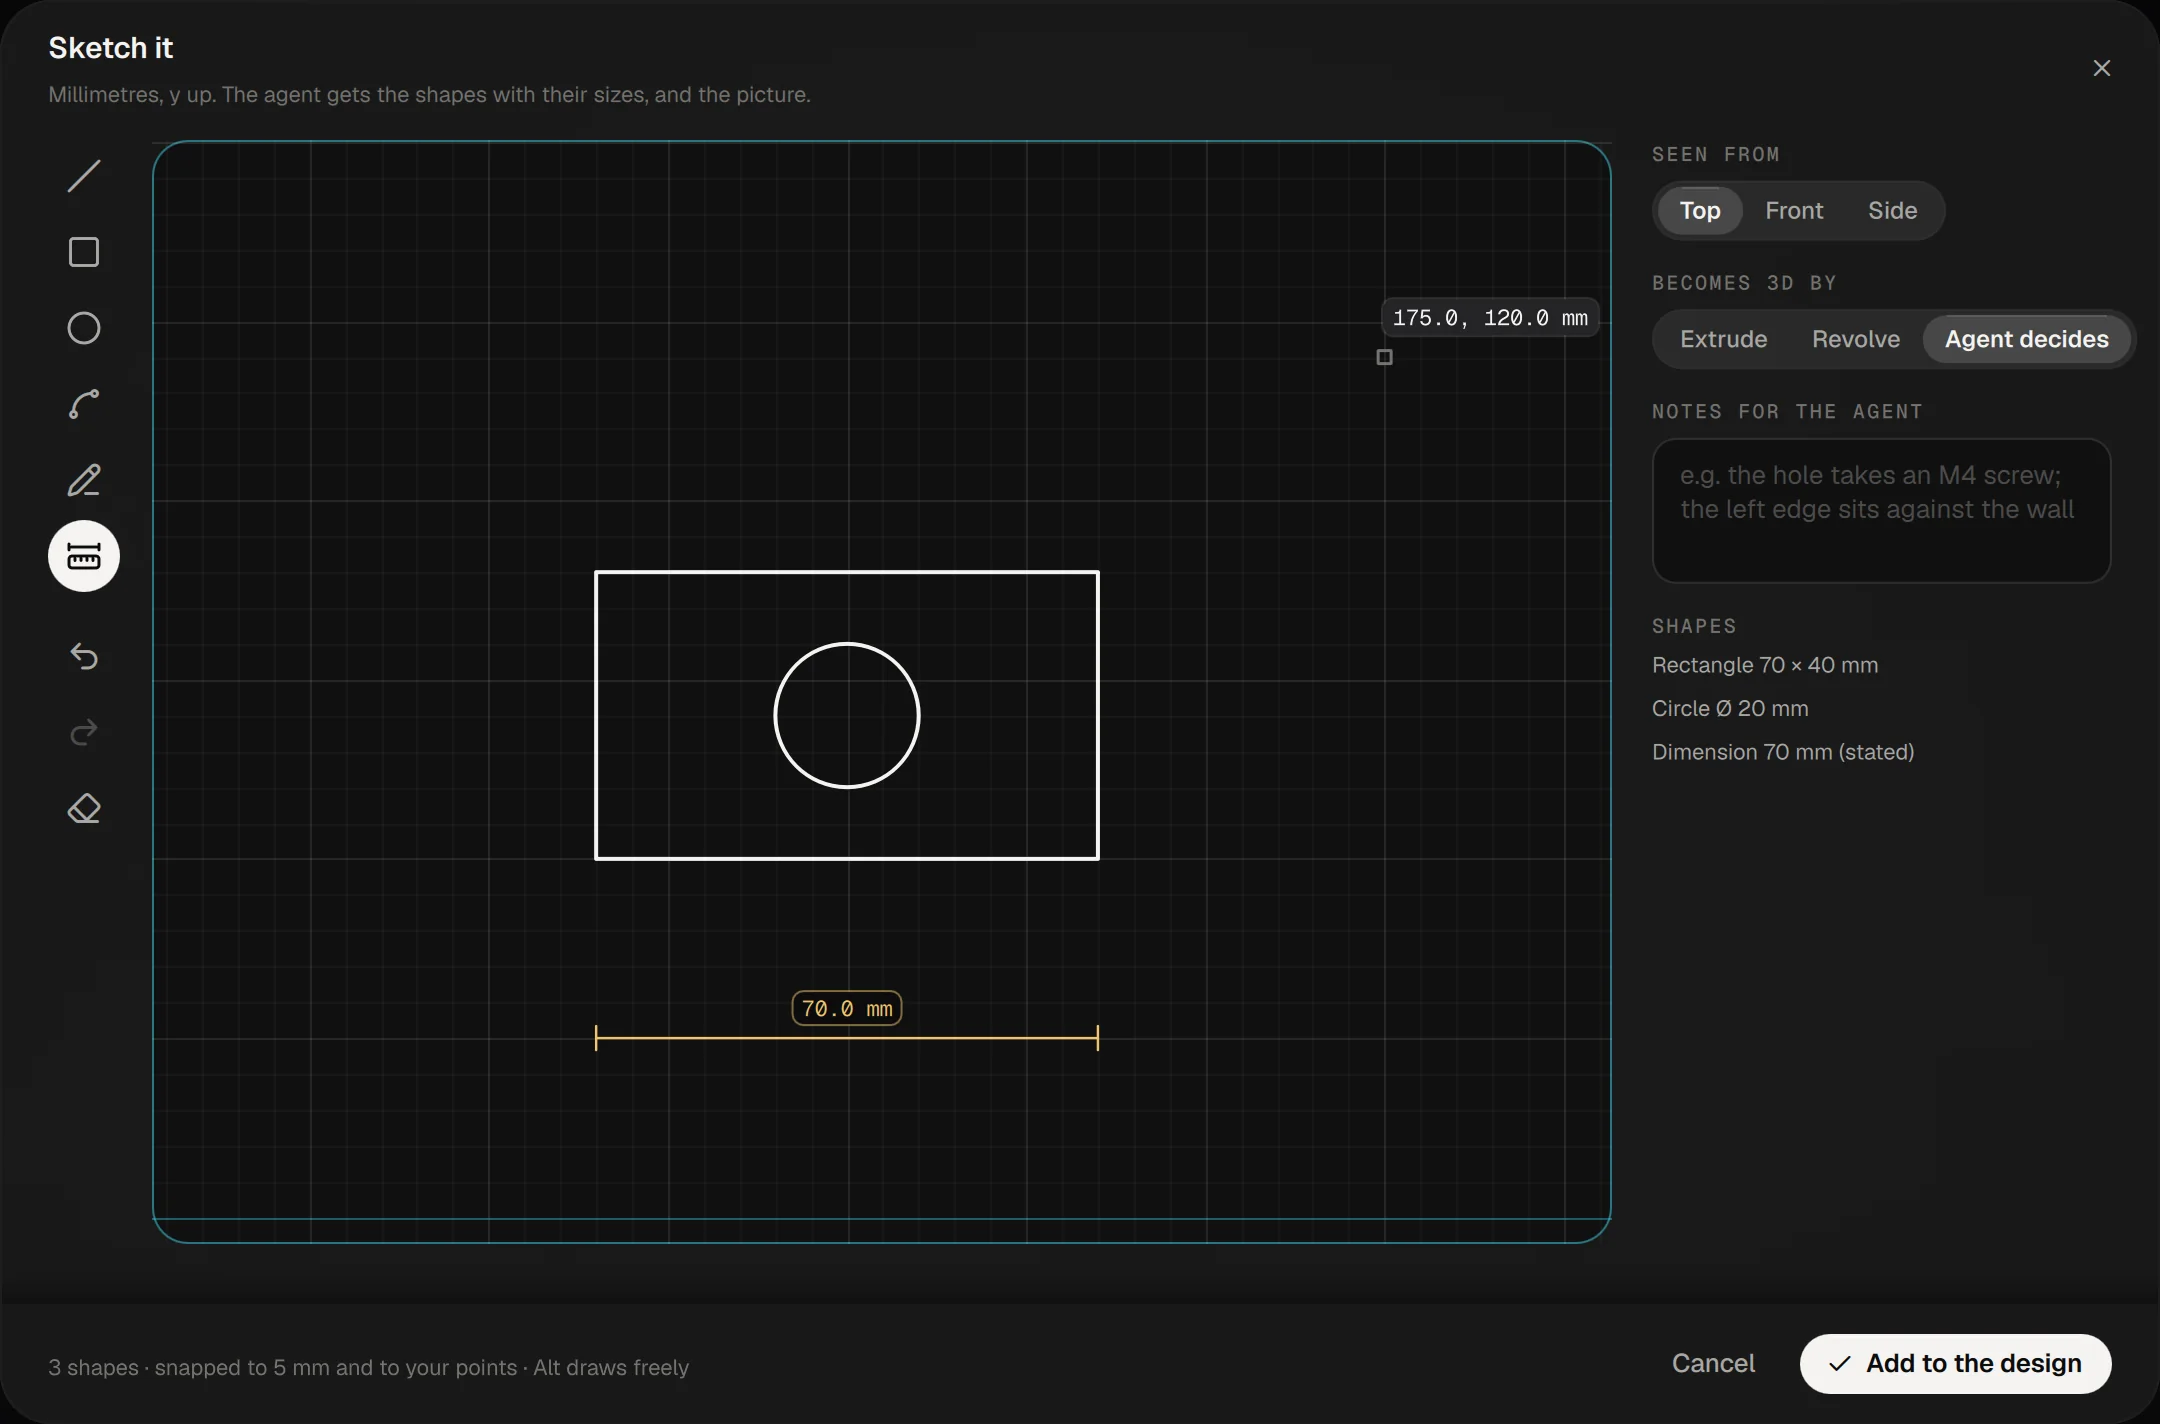 Sketch it
Millimetres, y up. The agent gets the shapes with their sizes, and the picture.
SEEN FROM
Top Front Side
175.0, 120.0 mm
BECOMES 3D BY
Extrude Revolve Agent decides
NOTES FOR THE AGENT
e.g. the hole takes an M4 screw;
the left edge sits against the wall
SHAPES
Rectangle 70 × 40 mm
Circle Ø 20 mm
Dimension 70 mm (stated)
70.0 mm
3 shapes · snapped to 5 mm and to your points · Alt draws freely
Cancel
Add to the design